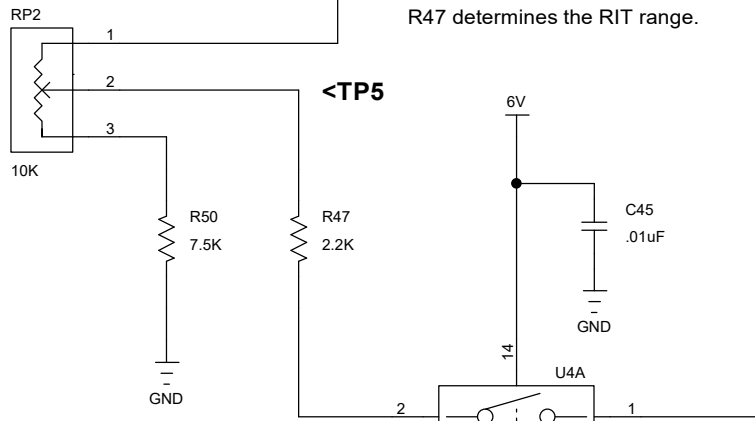 RP2
R47 determines the RIT range.
1
2
<TP5
6V
3
10K
R50
7.5K
R47
2.2K
C45
.01uF
GND
14
U4A
GND
2
1